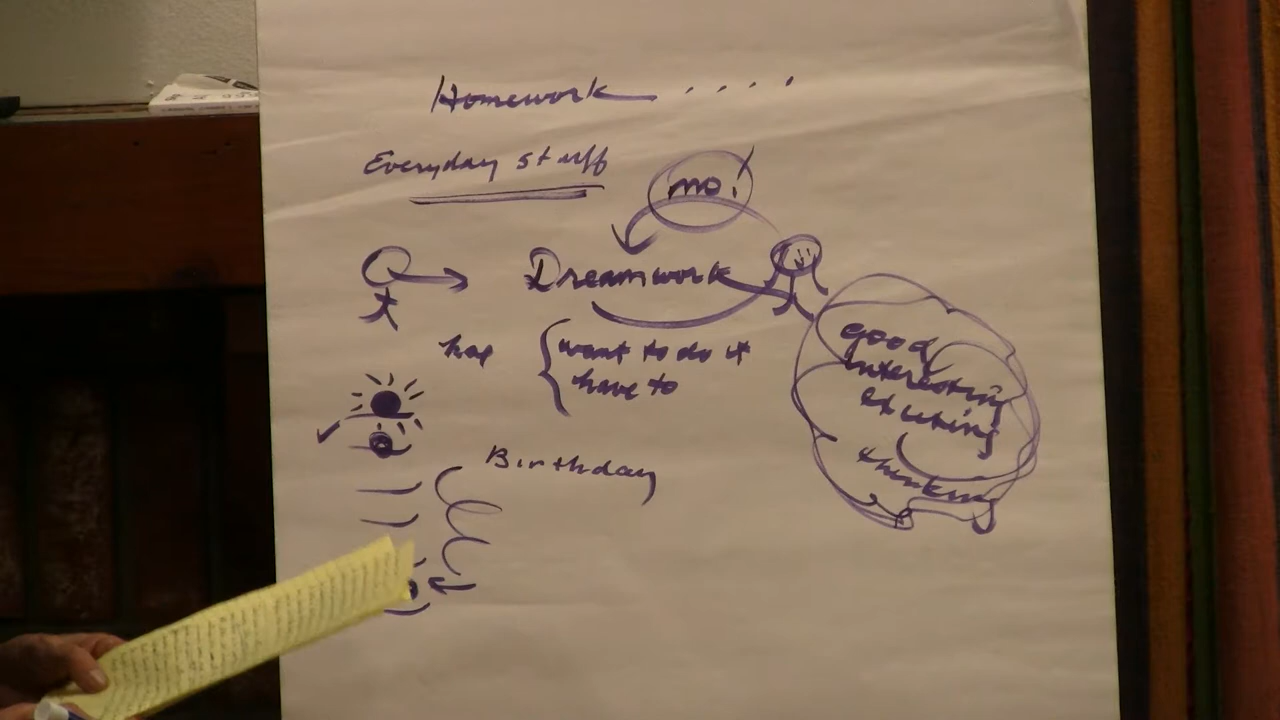 Homework ....
Everyday stuff
no!
Dreamwork
want to do it
have to
good
interesting
exciting
thinking
Birthday